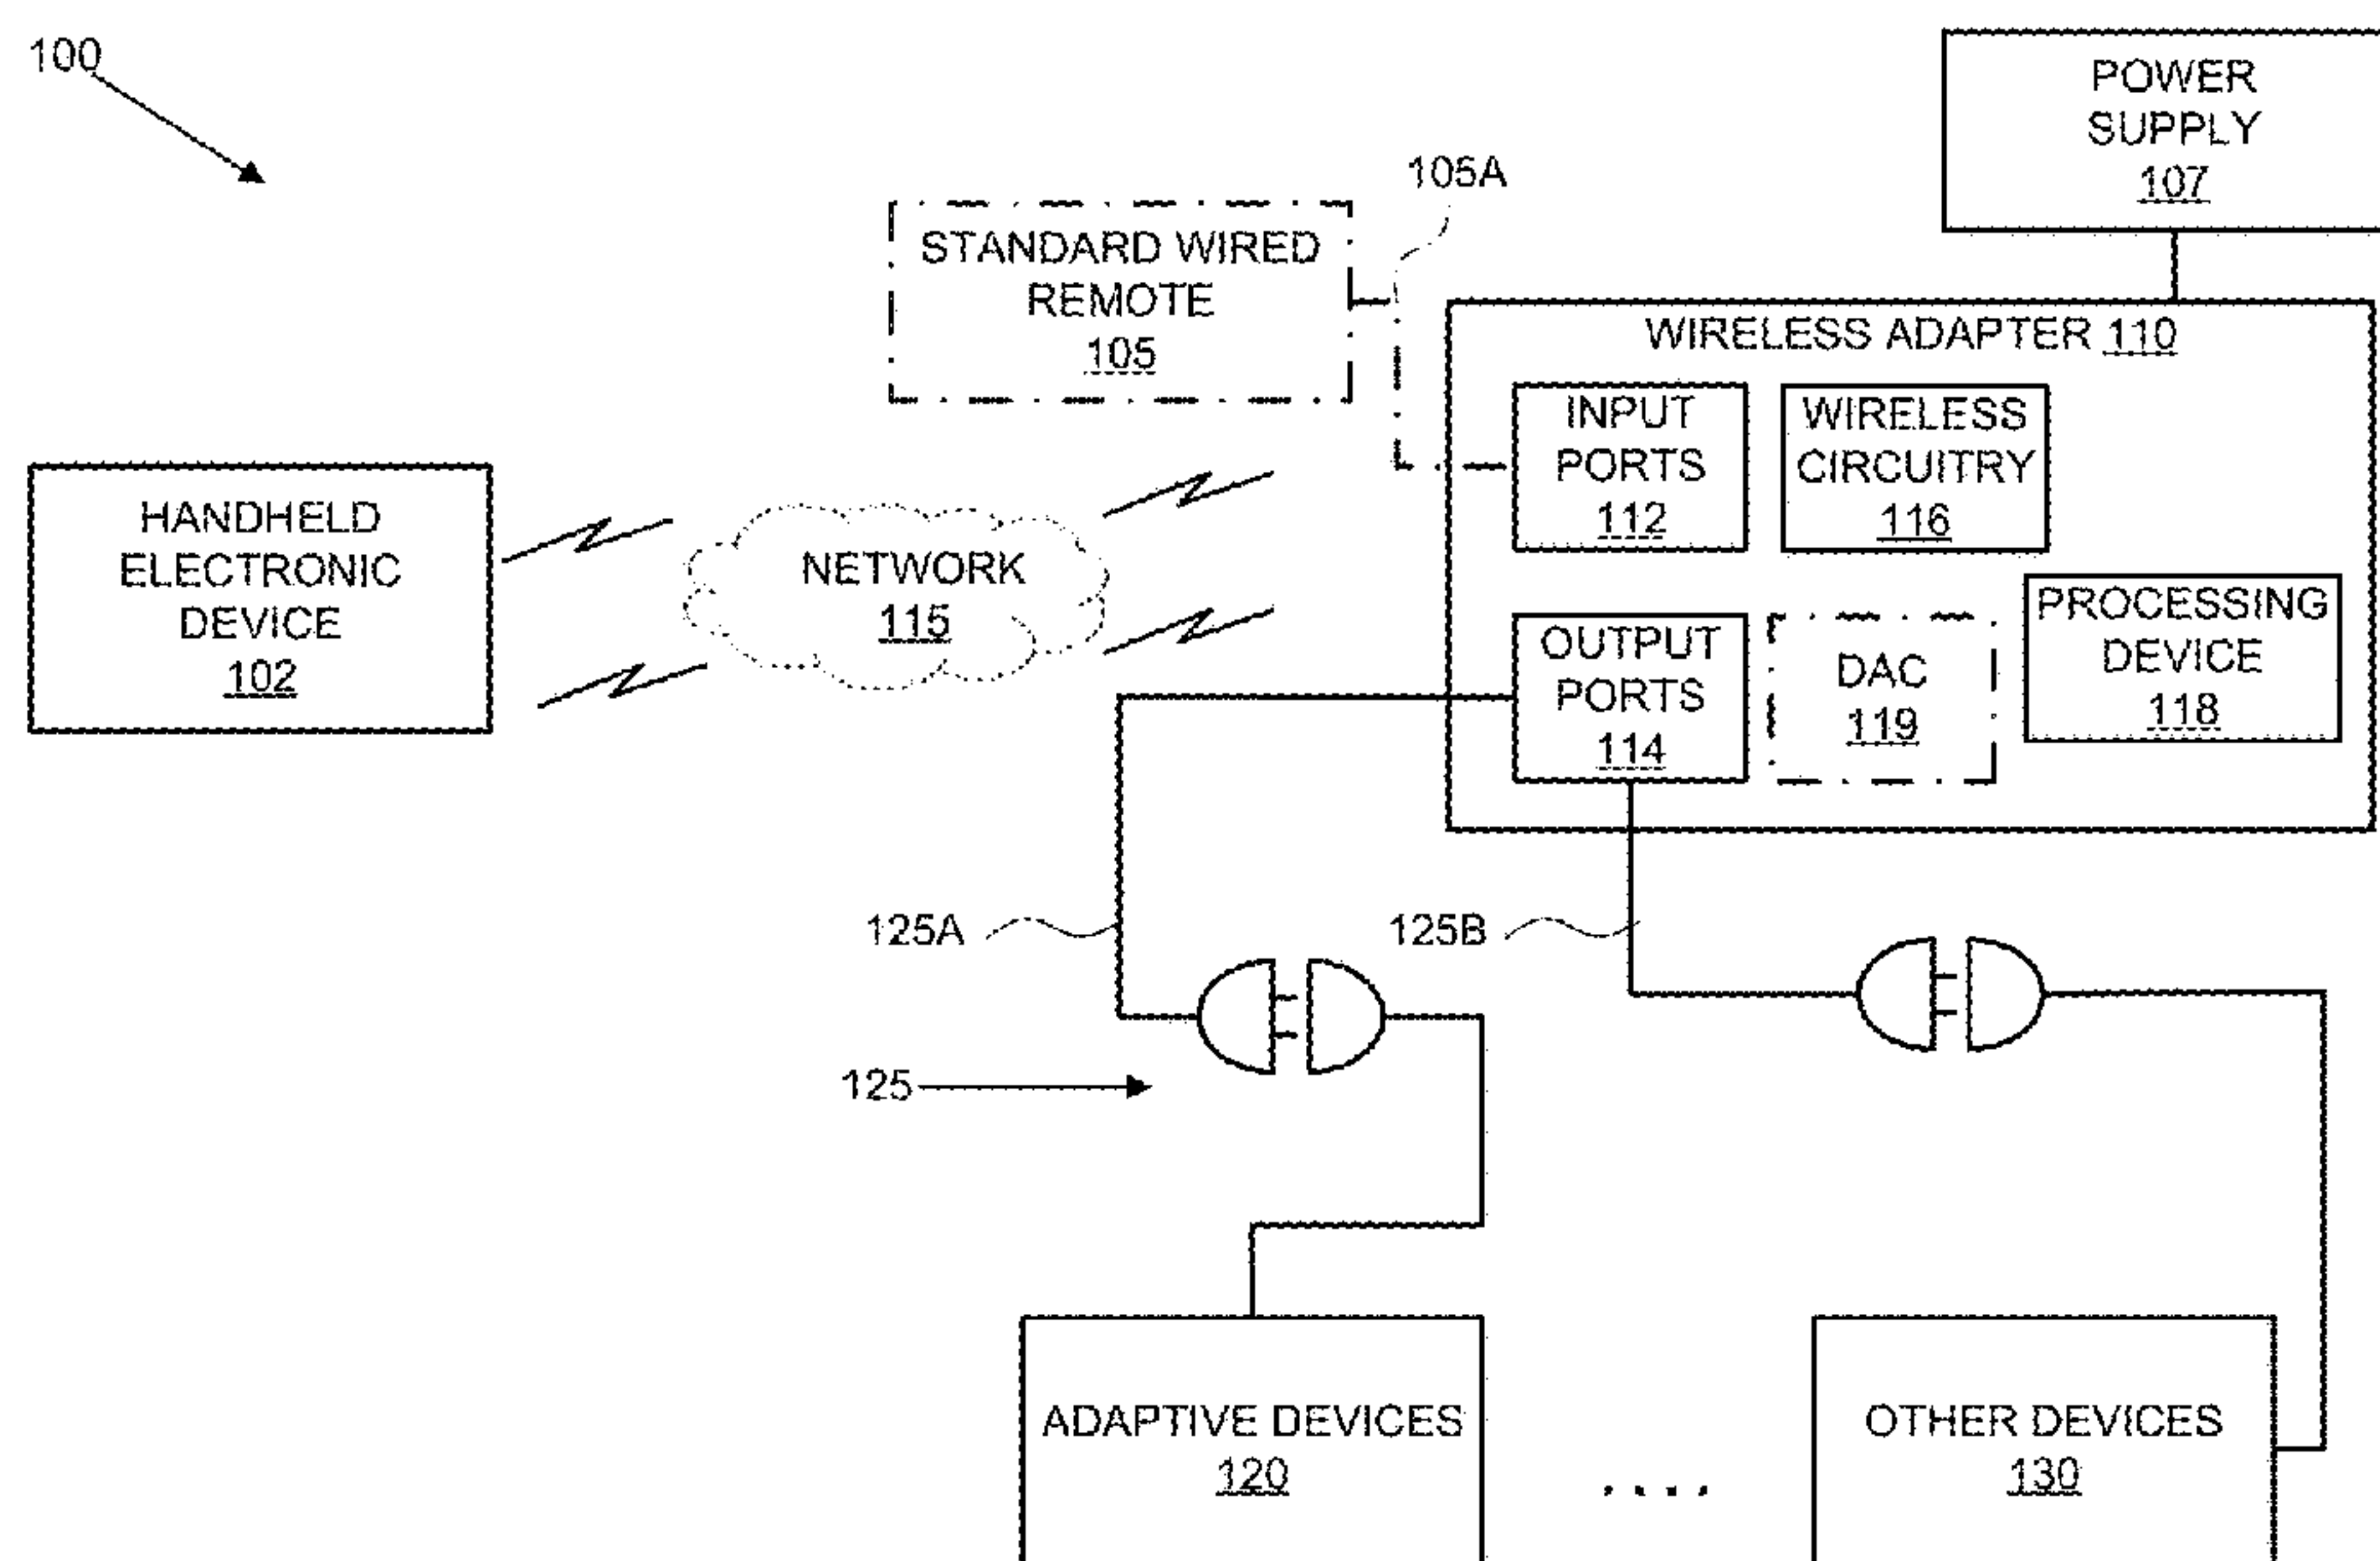 100
POWER
SUPPLY
107
105A
STANDARD WIRED
REMOTE
105
WIRELESS ADAPTER 110
INPUT
PORTS
112
WIRELESS
CIRCUITRY
116
HANDHELD
ELECTRONIC
DEVICE
102
NETWORK
115
OUTPUT
PORTS
114
DAC
119
PROCESSING
DEVICE
118
125A
125B
125
ADAPTIVE DEVICES
120
....
OTHER DEVICES
130